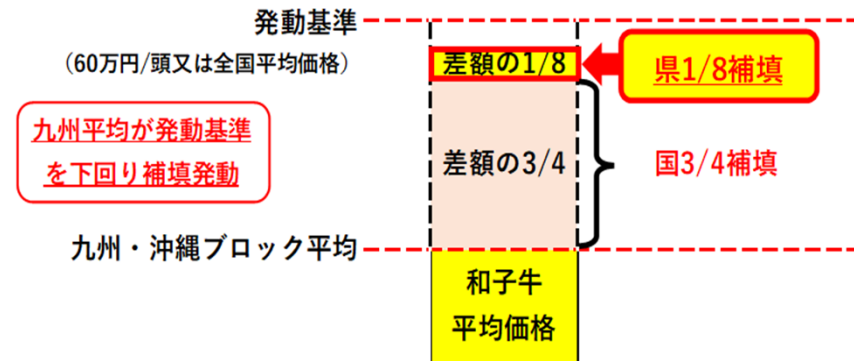 発動基準
（60万円/頭又は全国平均価格）
差額の1/8
県1/8補填
九州平均が発動基準
を下回り補填発動
差額の3/4
国3/4補填
九州・沖縄ブロック平均
和子牛
平均価格